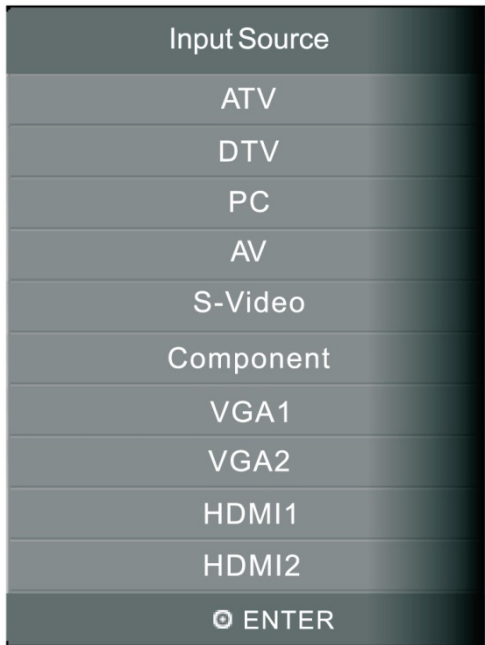 Input Source
ATV
DTV
PC
AV
S-Video
Component
VGA1
VGA2
HDMI1
HDMI2
ENTER